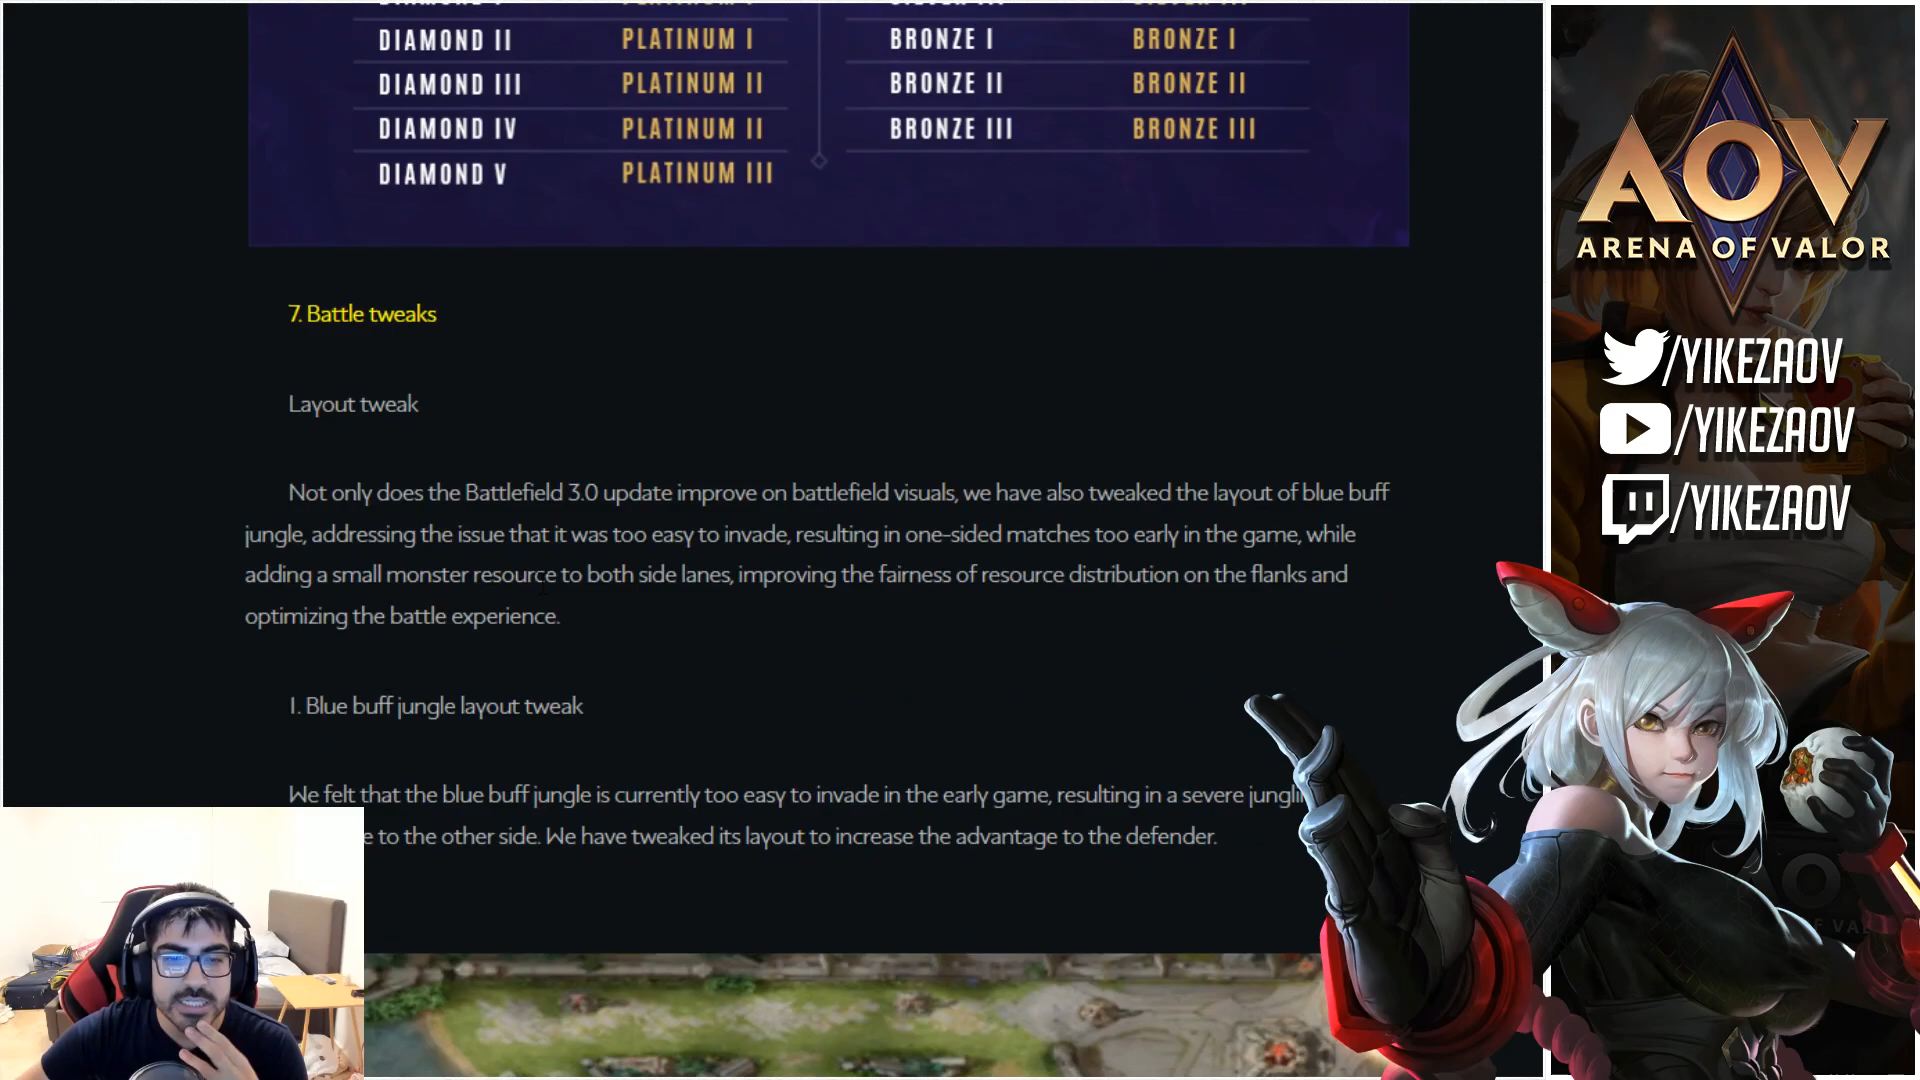 DIAMOND II PLATINUM I BRONZE I BRONZE I
DIAMOND III PLATINUM II BRONZE II BRONZE II
DIAMOND IV PLATINUM II BRONZE III BRONZE III
DIAMOND V PLATINUM III
7. Battle tweaks
Layout tweak
Not only does the Battlefield 3.0 update improve on battlefield visuals, we have also tweaked the layout of blue buff
jungle, addressing the issue that it was too easy to invade, resulting in one-sided matches too early in the game, while
adding a small monster resource to both side lanes, improving the fairness of resource distribution on the flanks and
optimizing the battle experience.
1. Blue buff jungle layout tweak
We felt that the blue buff jungle is currently too easy to invade in the early game, resulting in a severe
to the other side. We have tweaked its layout to increase the advantage to the defender.
AOV
ARENA OF VALOR
/YIKEZAOV
/YIKEZAOV
/YIKEZAOV